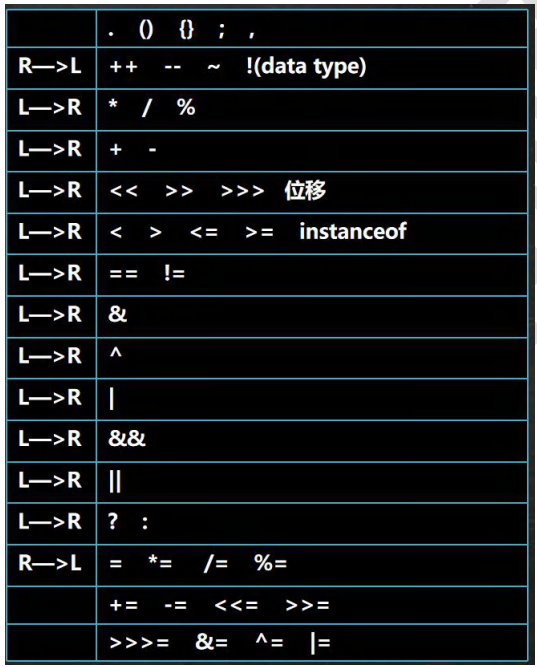 . () {} ; ,
R—>L ++ -- ~ !(data type)
L—>R * / %
L—>R + -
L—>R << >> >>> 位移
L—>R < > <= >= instanceof
L—>R == !=
L—>R &
L—>R ^
L—>R |
L—>R &&
L—>R ||
L—>R ? :
R—>L = *= /= %=
+= -= <<= >>=
>>>= &= ^= |=